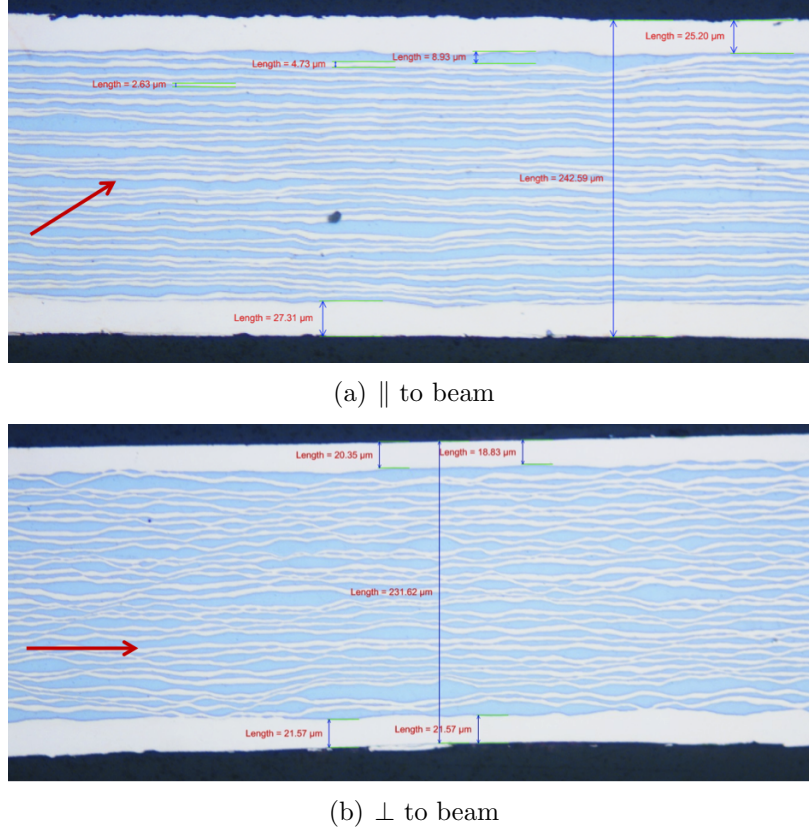 Length = 25.20 µm
Length = 8.93 µm
Length = 4.73 µm
Length = 2.63 µm
Length = 242.59 µm
Length = 27.31 µm
(a) ∥ to beam
Length = 20.35 µm
Length = 18.83 µm
Length = 231.62 µm
Length = 21.57 µm
Length = 21.57 µm
(b) ⊥ to beam